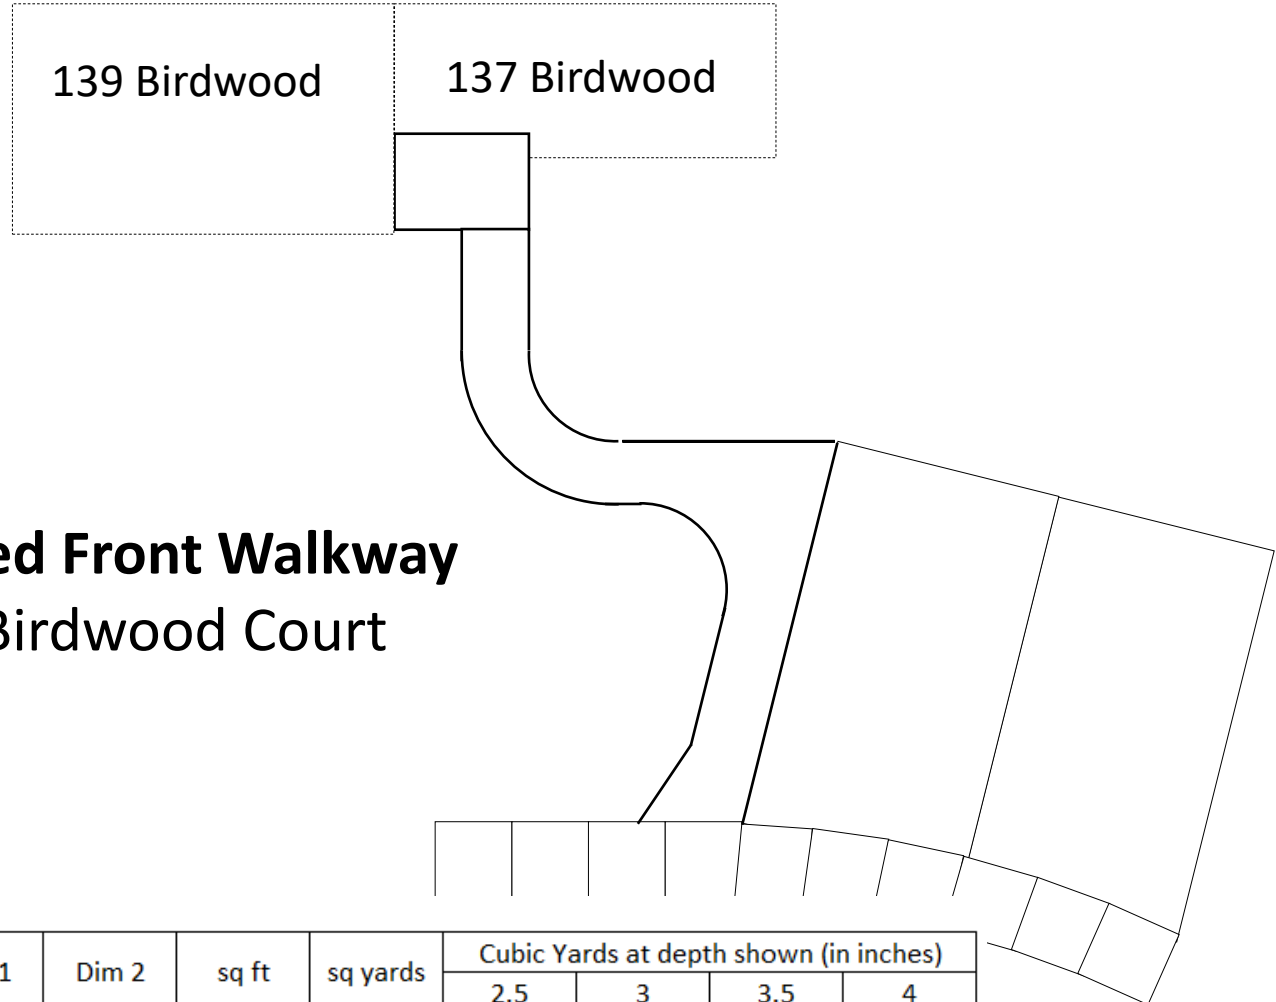 139 Birdwood
137 Birdwood
ed Front Walkway
Birdwood Court
1 Dim 2 sq ft sq yards Cubic Yards at depth shown (in inches)
2.5 3 3.5 4